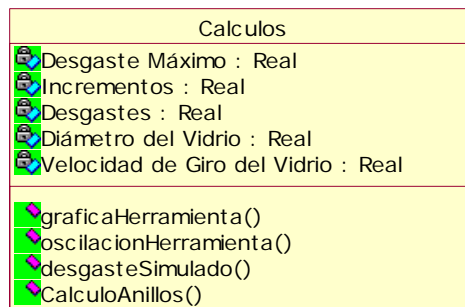 Calculos
Desgaste Máximo : Real
Incrementos : Real
Desgastes : Real
Diámetro del Vidrio : Real
Velocidad de Giro del Vidrio : Real
graficaHerramienta()
oscilacionHerramienta()
desgasteSimulado()
CalculoAnillos()